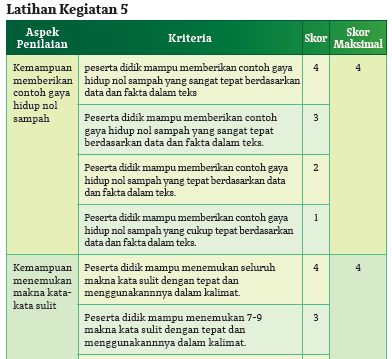 Latihan Kegiatan 5
Aspek Penilaian
Kriteria
Skor
Skor Maksimal
Kemampuan
memberikan
contoh gaya
hidup nol
sampah
peserta didik mampu memberikan contoh gaya
hidup nol sampah yang sangat tepat berdasarkan
data dan fakta dalam teks
4
4
Peserta didik mampu memberikan contoh
gaya hidup nol sampah yang sangat tepat
berdasarkan data dan fakta dalam teks.
3
Peserta didik mampu memberikan contoh gaya
hidup nol sampah yang tepat berdasarkan data
dan fakta dalam teks.
2
Peserta didik mampu memberikan contoh gaya
hidup nol sampah yang cukup tepat berdasarkan
data dan fakta dalam teks.
1
Kemampuan
menemukan
makna kata-
kata sulit
Peserta didik mampu menemukan seluruh
makna kata sulit dengan tepat dan
menggunakannnya dalam kalimat.
4
4
Peserta didik mampu menemukan 7-9
makna kata sulit dengan tepat dan
menggunakannnya dalam kalimat.
3